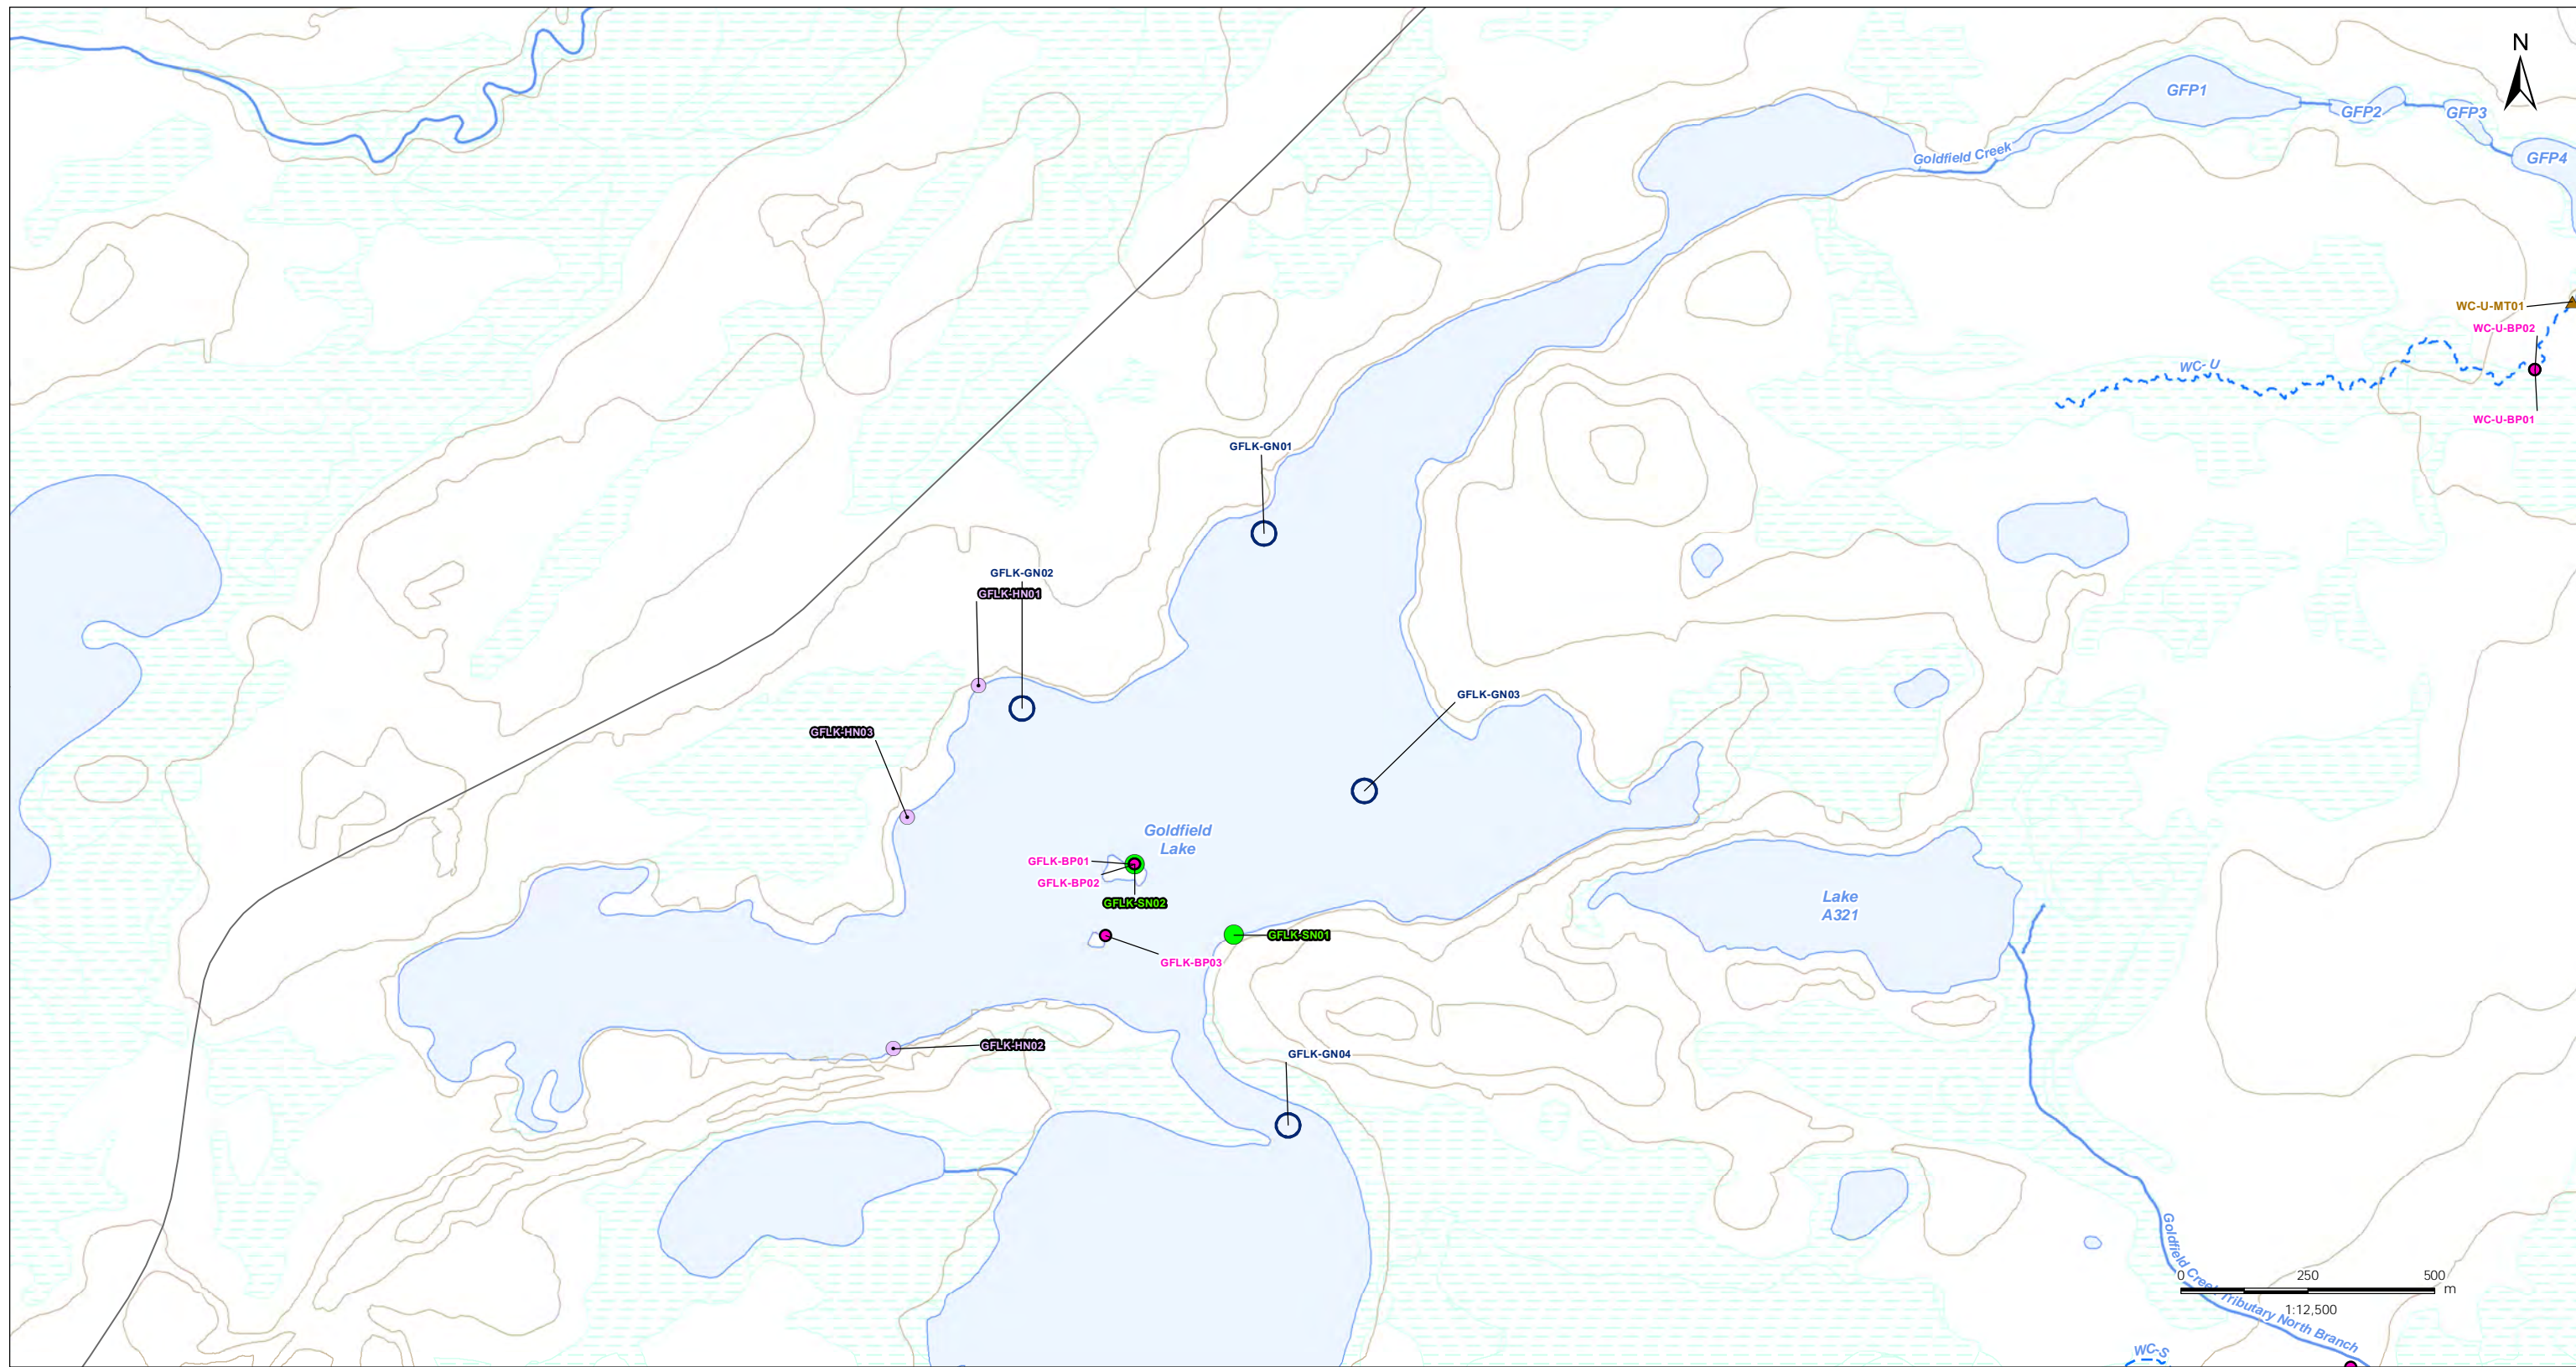 N
GFP1
GFP2
GFP3
Goldfield Creek
GFP4
WC-U-MT01
WC-U-BP02
WC-U
WC-U-BP01
GFLK-GN01
GFLK-GN02
GFLK-HN01
GFLK-GN03
GFLK-HN03
Goldfield
Lake
GFLK-BP01
GFLK-BP02
GFLK-SN02
Lake
A321
GFLK-SN01
GFLK-BP03
GFLK-HN02
GFLK-GN04
Goldfield Creek Tributary North Branch
0 250 500
m
1:12,500
WC-S